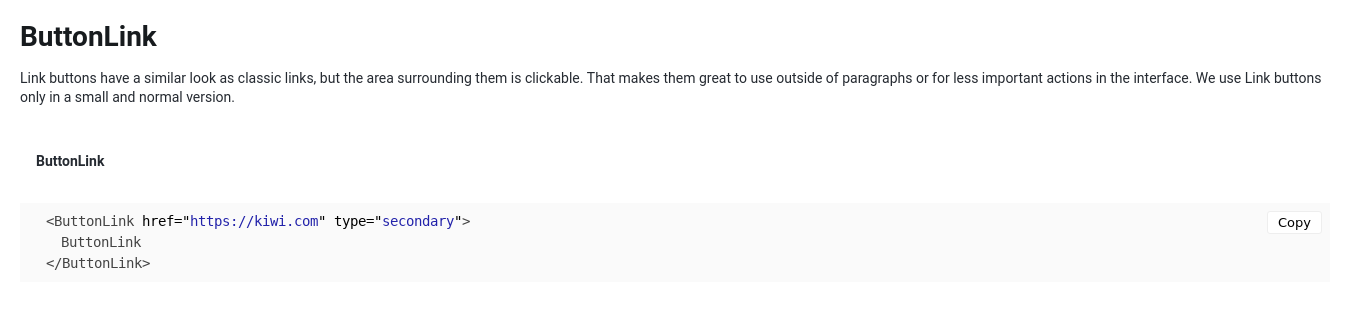 ButtonLink
Link buttons have a similar look as classic links, but the area surrounding them is clickable. That makes them great to use outside of paragraphs or for less important actions in the interface. We use Link buttons
only in a small and normal version.
ButtonLink
<ButtonLink href="https://kiwi.com" type="secondary">
Copy
ButtonLink
</ButtonLink>